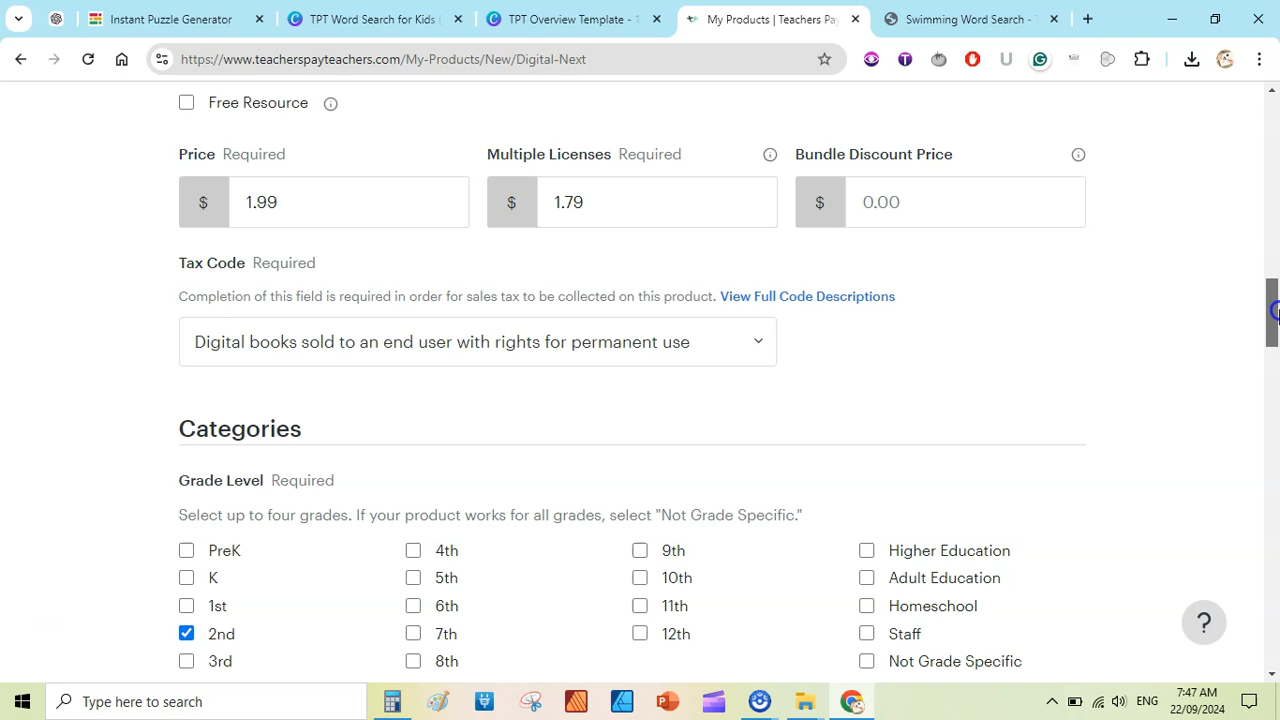 Instant Puzzle Generator
TPT Word Search for Kids (
TPT Overview Template - 1
My Products | Teachers Pay
Swimming Word Search -
https://www.teacherspayteachers.com/My-Products/New/Digital-Next
Free Resource
Price Required
Multiple Licenses Required
Bundle Discount Price
$ 1.99
$ 1.79
$ 0.00
Tax Code Required
Completion of this field is required in order for sales tax to be collected on this product. View Full Code Descriptions
Digital books sold to an end user with rights for permanent use
Categories
Grade Level Required
Select up to four grades. If your product works for all grades, select "Not Grade Specific."
PreK
4th
9th
Higher Education
K
5th
10th
Adult Education
1st
6th
11th
Homeschool
2nd
7th
12th
Staff
3rd
8th
Not Grade Specific
?
Type here to search
ENG
7:47 AM
22/09/2024